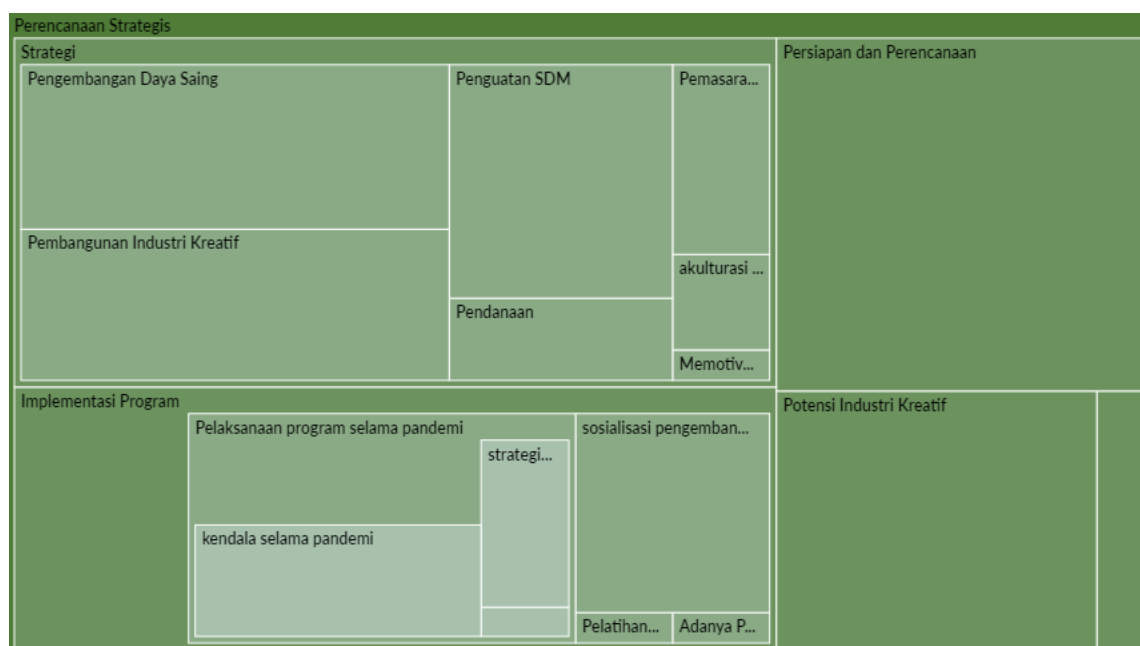 Perencanaan Strategis
Strategi
Pengembangan Daya Saing
Pembangunan Industri Kreatif
Penguatan SDM
Pendanaan
Pemasara...
akulturasi ...
Memotiv...
Persiapan dan Perencanaan
Implementasi Program
Pelaksanaan program selama pandemi
kendala selama pandemi
strategi...
sosialisasi pengemban...
Pelatihan...
Adanya P...
Potensi Industri Kreatif